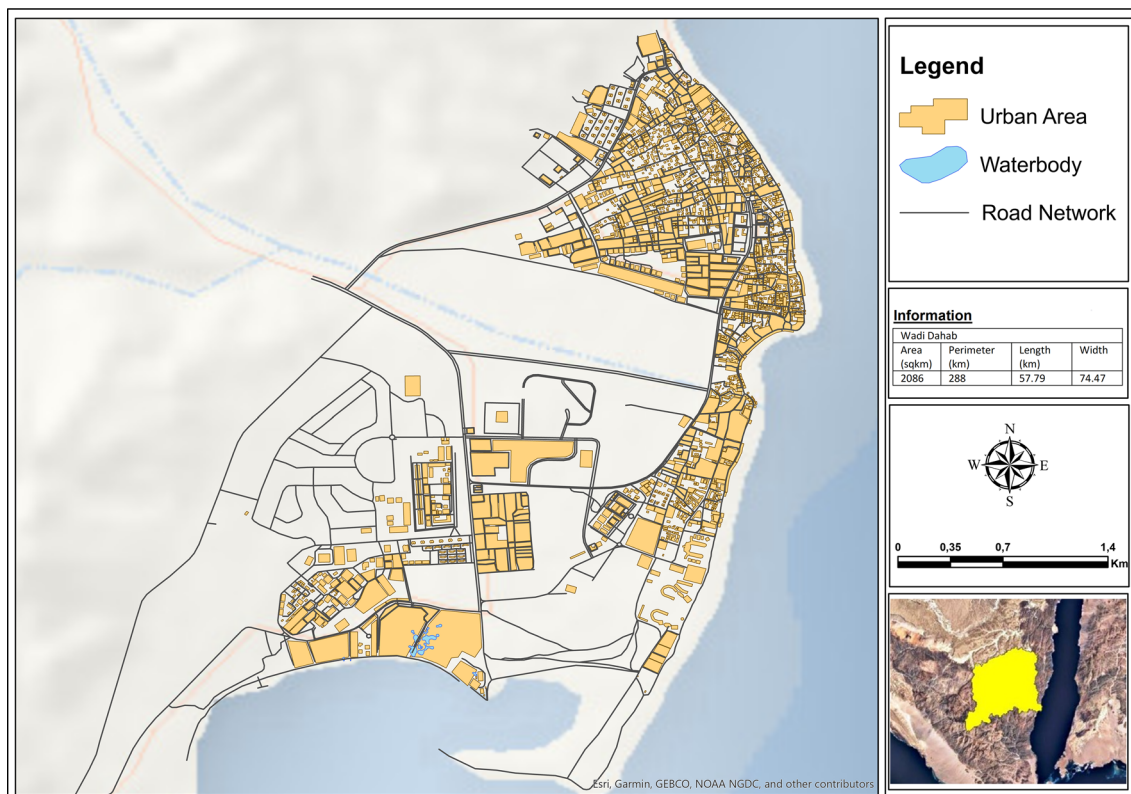 Legend
Urban Area
Waterbody
Road Network
Information
Wadi Dahab
Area (sqkm) Perimeter (km) Length (km) Width
2086 288 57.79 74.47
N
W E
S
0 0,35 0,7 1,4
Km
Esri, Garmin, GEBCO, NOAA NGDC, and other contributors